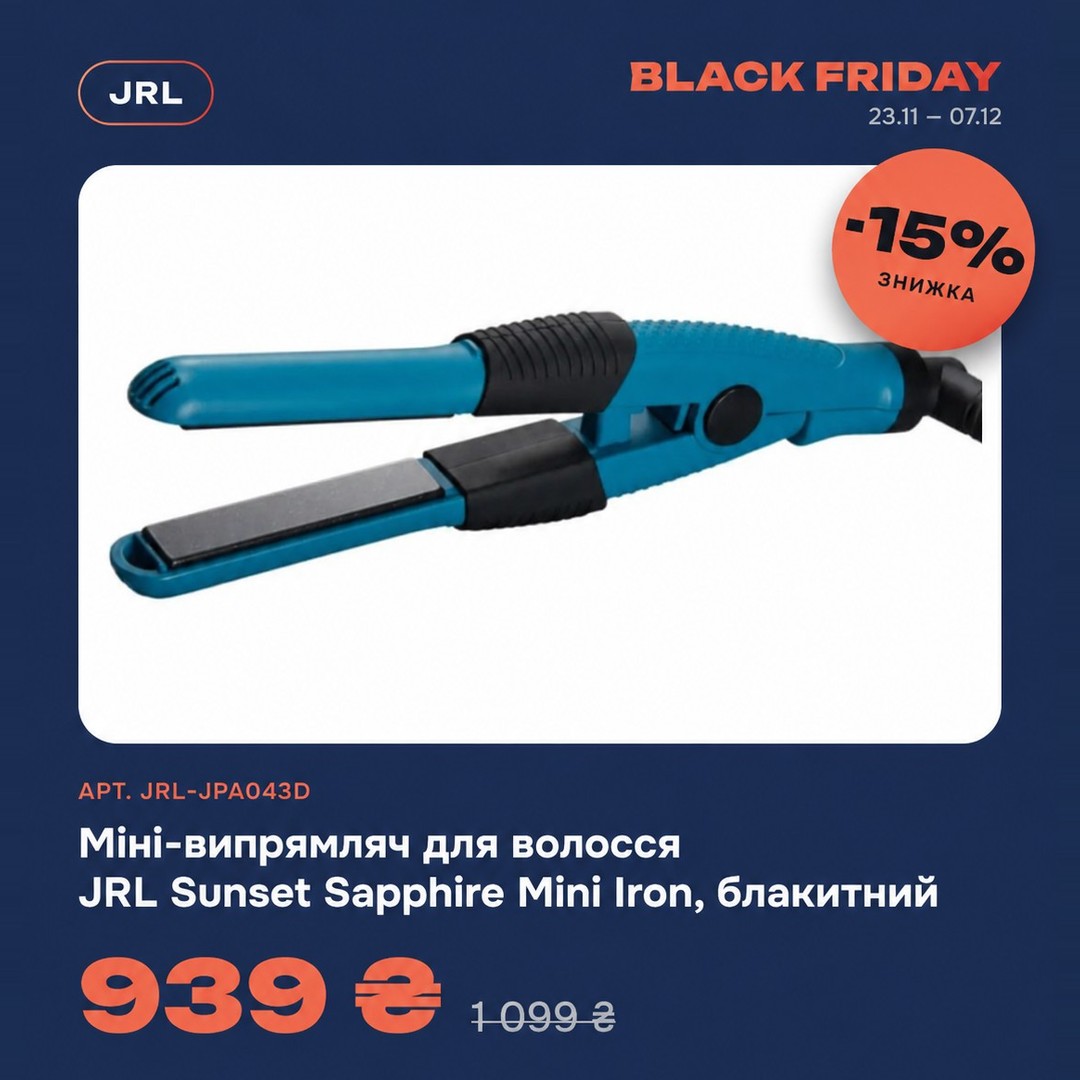 JRL
BLACK FRIDAY
23.11 – 07.12
-15%
ЗНИЖКА
АРТ. JRL-JPA043D
Міні-випрямляч для волосся
JRL Sunset Sapphire Mini Iron, блакитний
939 ₴ 1 099 ₴